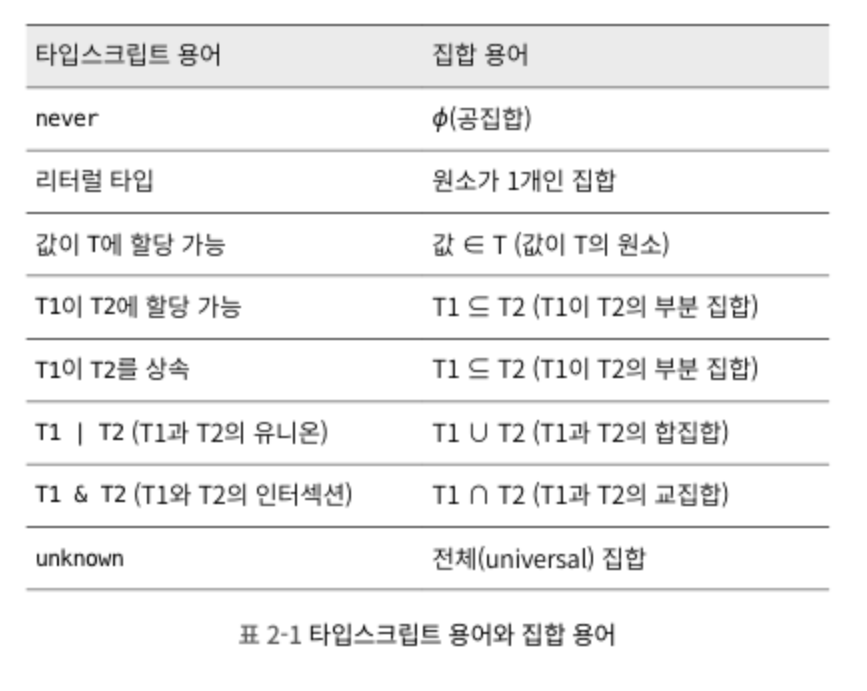 타입스크립트 용어 집합 용어
never ϕ(공집합)
리터럴 타입 원소가 1개인 집합
값이 T에 할당 가능 값 ∈ T (값이 T의 원소)
T1이 T2에 할당 가능 T1 ⊆ T2 (T1이 T2의 부분 집합)
T1이 T2를 상속 T1 ⊆ T2 (T1이 T2의 부분 집합)
T1 | T2 (T1과 T2의 유니온) T1 ∪ T2 (T1과 T2의 합집합)
T1 & T2 (T1와 T2의 인터섹션) T1 ∩ T2 (T1과 T2의 교집합)
unknown 전체(universal) 집합
표 2-1 타입스크립트 용어와 집합 용어